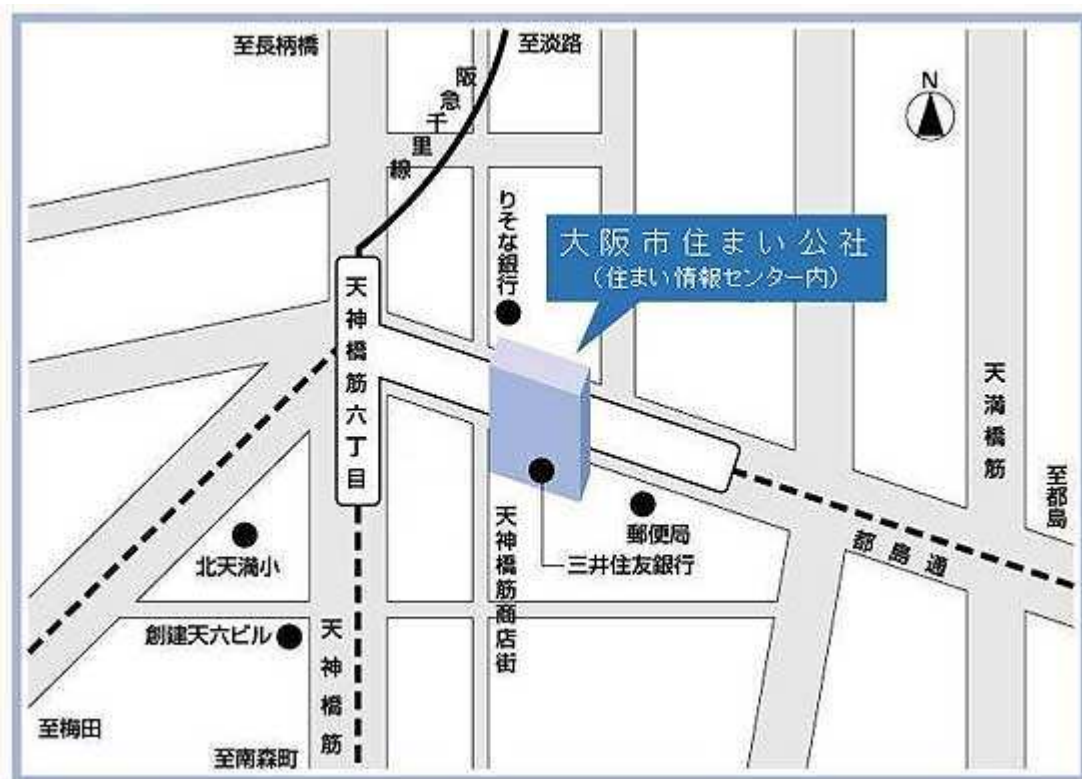 至長柄橋
至淡路
阪急千里線
N
りそな銀行
大阪市住まい公社
(住まい情報センター内)
天神橋筋六丁目
天満橋筋
至都島
郵便局
都島通
北天満小
三井住友銀行
天神橋筋商店街
創建天六ビル
天神橋筋
至梅田
至南森町